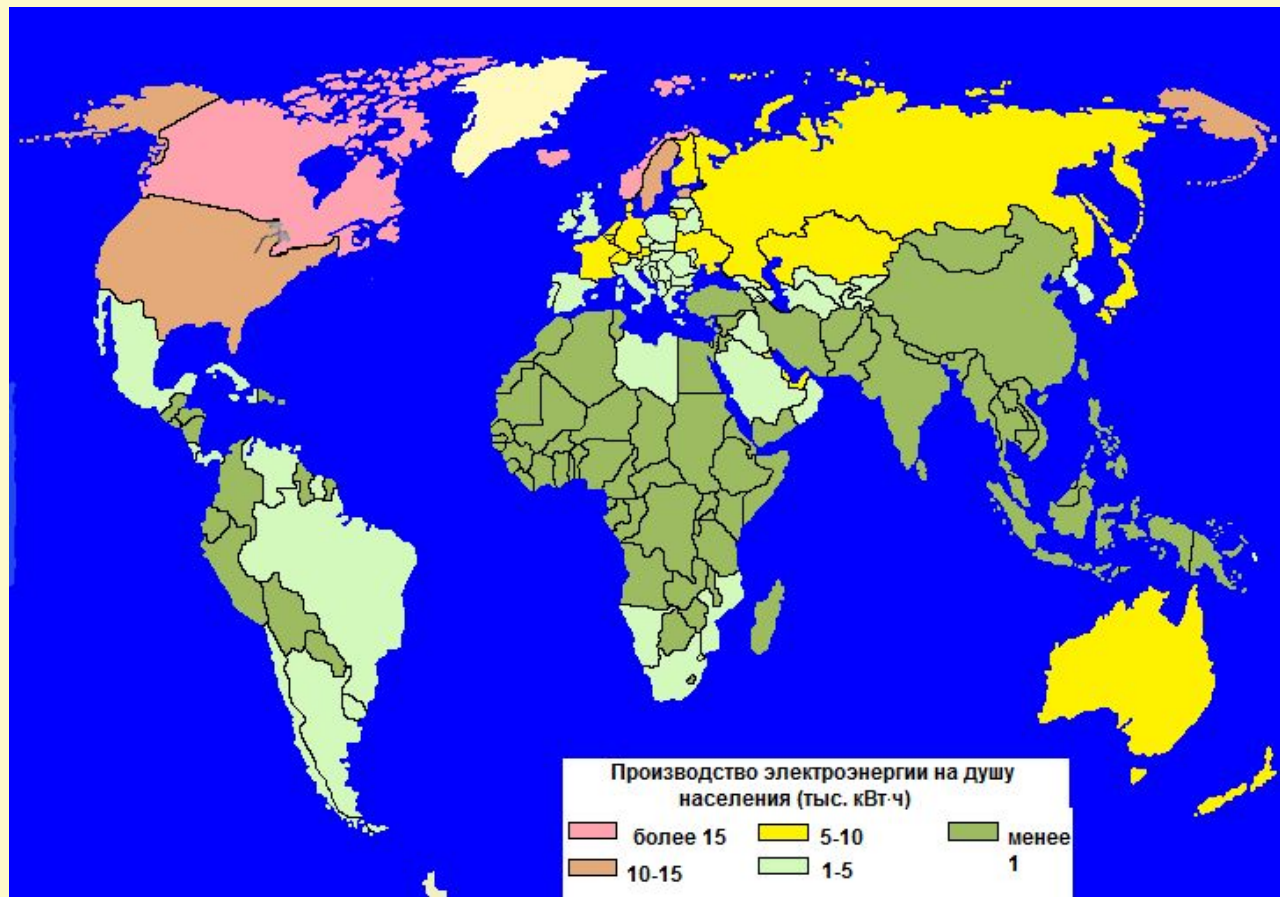 Производство электроэнергии на душу
населения (тыс. кВт·ч)
более 15
5-10
менее
1
10-15
1-5